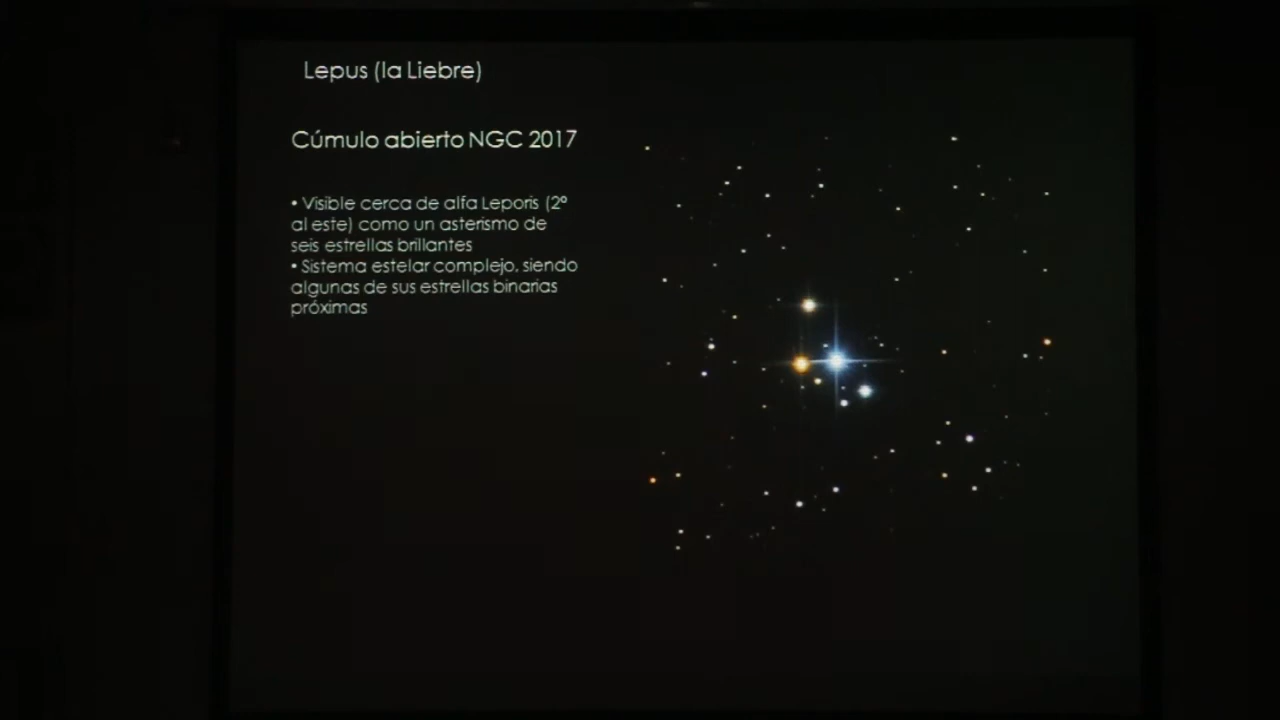 Lepus (la Liebre)
Cúmulo abierto NGC 2017
• Visible cerca de alfa Leporis (2º
al este) como un asterismo de
seis estrellas brillantes
• Sistema estelar complejo, siendo
algunas de sus estrellas binarias
próximas